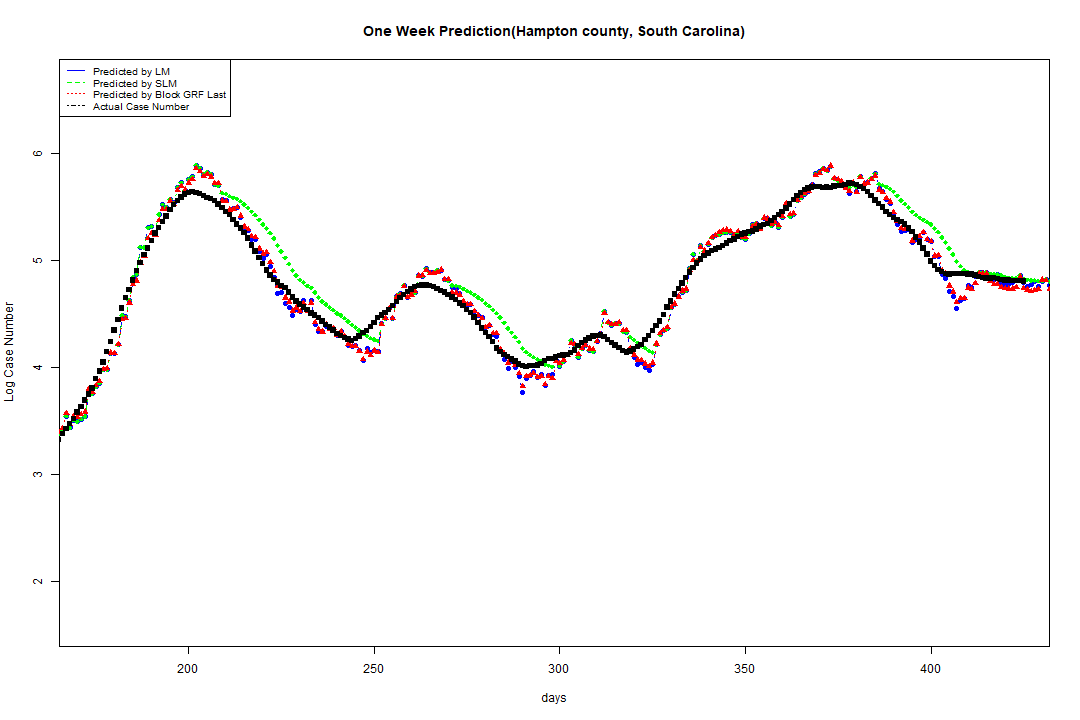 One Week Prediction(Hampton county, South Carolina)
Predicted by LM
Predicted by SLM
Predicted by Block GRF Last
Actual Case Number
6
5
4
3
2
Log Case Number
200 250 300 350 400
days